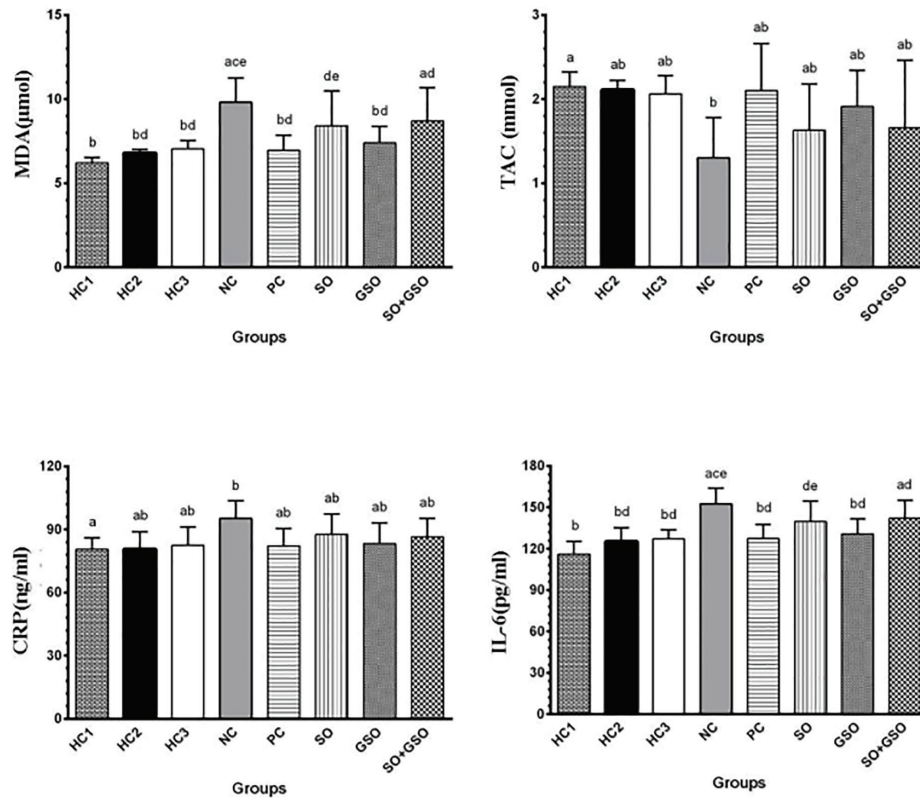 MDA(µmol)
15
10
5
0
b
bd
bd
ace
bd
de
bd
ad
HC1
HC2
HC3
NC
PC
SO
GSO
SO+GSO
Groups
TAC (mmol)
3
2
1
0
a
ab
ab
b
ab
ab
ab
ab
HC1
HC2
HC3
NC
PC
SO
GSO
SO+GSO
Groups
CRP(ng/ml)
120
90
60
30
0
a
ab
ab
b
ab
ab
ab
ab
HC1
HC2
HC3
NC
PC
SO
GSO
SO+GSO
Groups
IL-6(pg/ml)
180
150
120
90
60
30
0
b
bd
bd
ace
bd
de
bd
ad
HC1
HC2
HC3
NC
PC
SO
GSO
SO+GSO
Groups